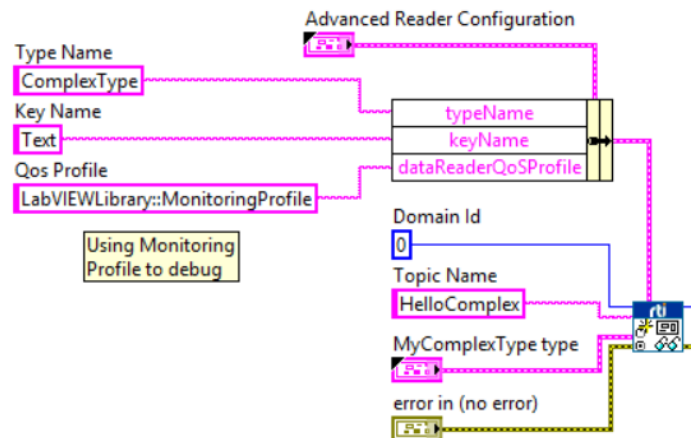 Advanced Reader Configuration
Type Name
ComplexType
typeName
Key Name
keyName
Text
dataReaderQoSProfile
Qos Profile
LabVIEWLibrary::MonitoringProfile
Using Monitoring
Profile to debug
Domain Id
0
Topic Name
HelloComplex
rti
MyComplexType type
error in (no error)